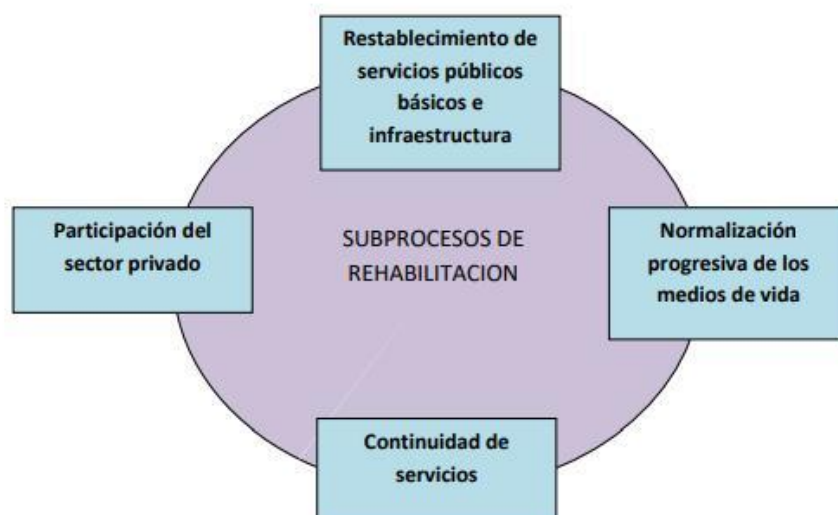 Restablecimiento de
servicios públicos
básicos e
infraestructura
Participación del
sector privado
SUBPROCESOS DE
REHABILITACION
Normalización
progresiva de los
medios de vida
Continuidad de
servicios